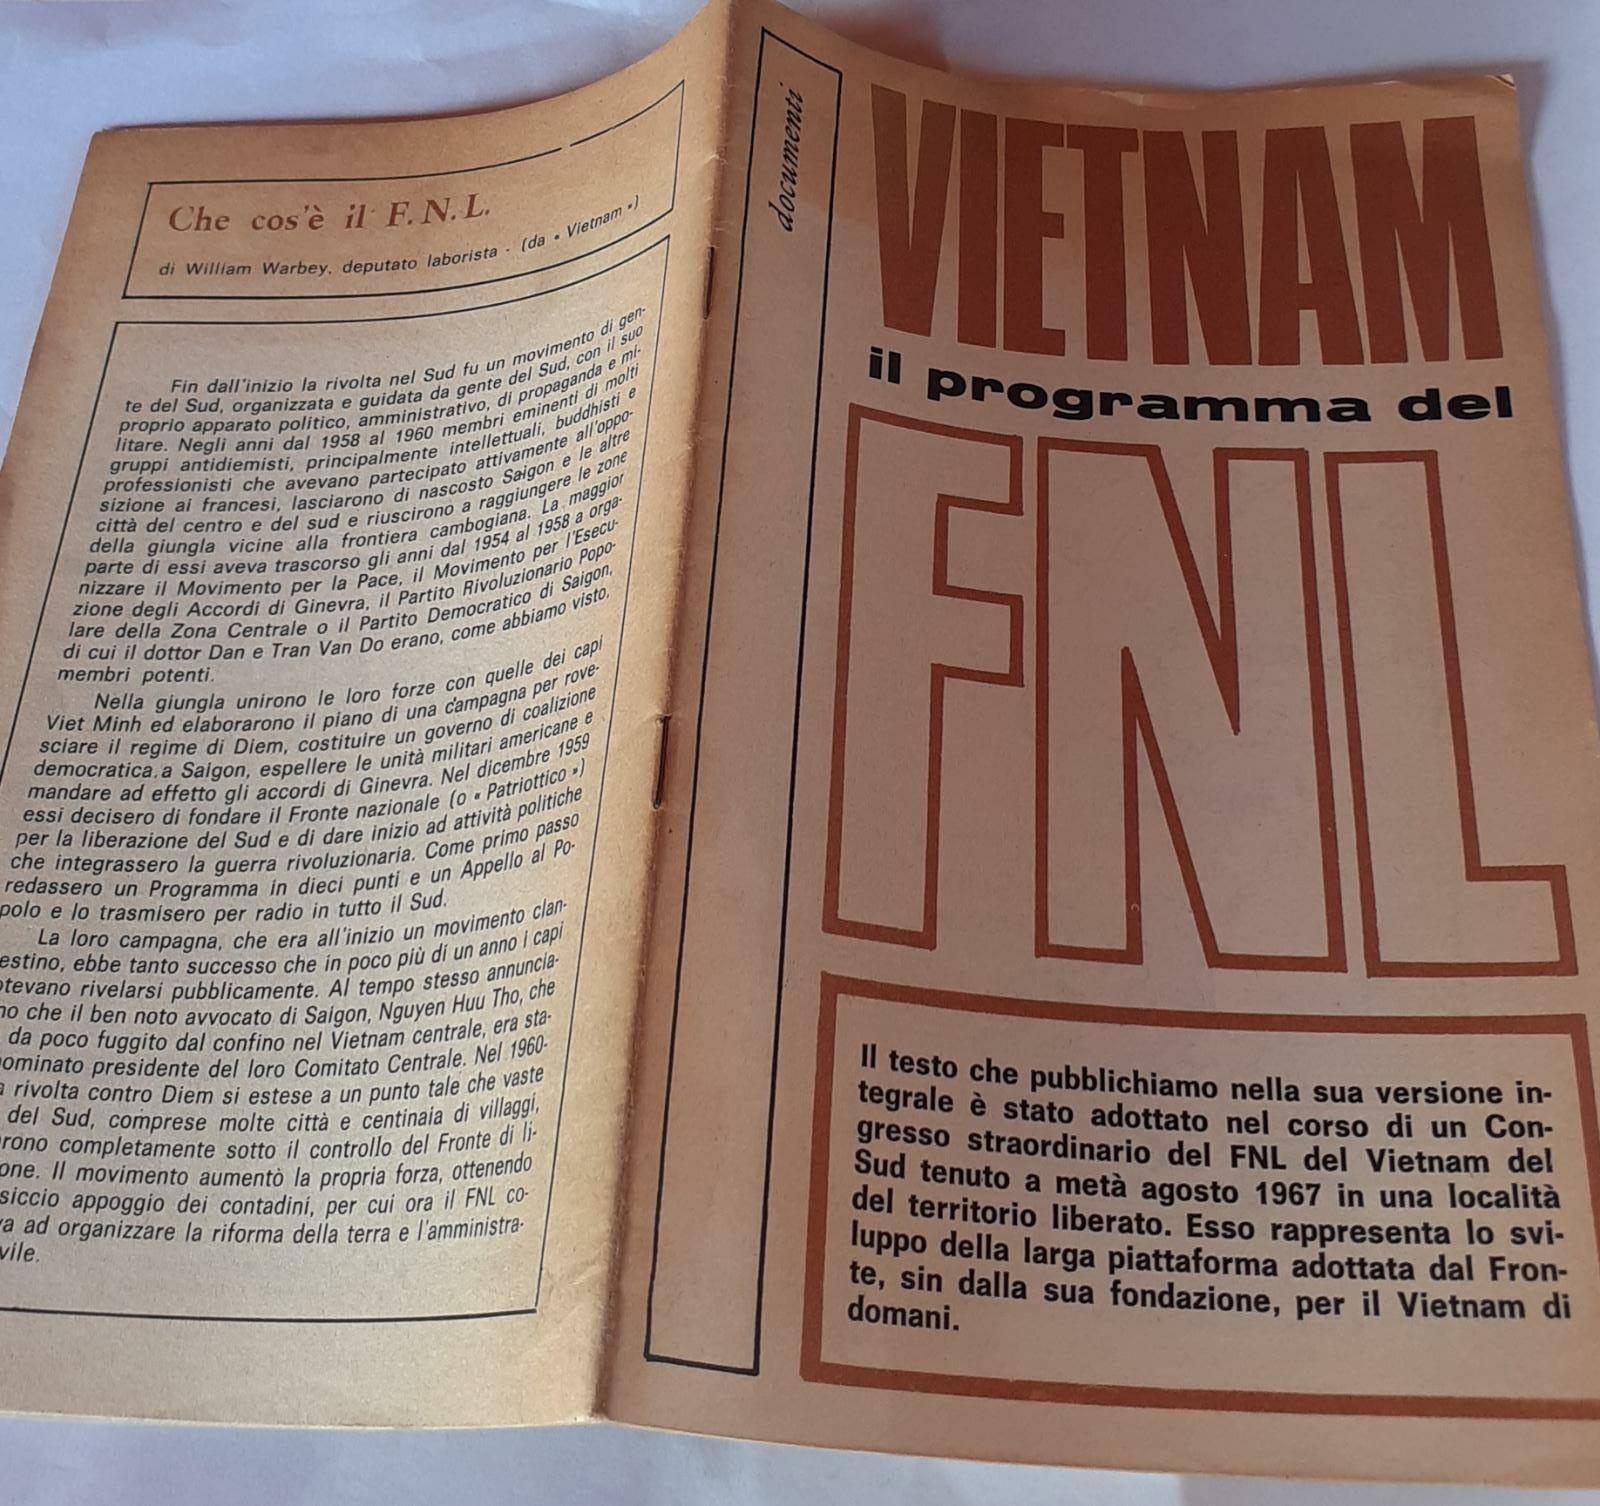 Che cos'è il F.N.L.
di William Warbey, deputato laborista - (da « Vietnam »)
Fin dall'inizio la rivolta nel Sud fu un movimento di gen-
te del Sud, organizzata e guidata da gente del Sud, con il suo
proprio apparato politico, amministrativo, di propaganda e mi-
litare. Negli anni dal 1958 al 1960 membri eminenti di molti
gruppi antidiemisti, principalmente intellettuali, buddhisti e
professionisti che avevano partecipato attivamente all'oppo-
sizione ai francesi, lasciarono di nascosto Saigon e le altre
città del centro e del sud e riuscirono a raggiungere le zone
della giungla vicine alla frontiera cambogiana. La maggior
parte di essi aveva trascorso gli anni dal 1954 al 1958 a orga-
nizzare il Movimento per la Pace, il Movimento per l'Esecu-
zione degli Accordi di Ginevra, il Partito Rivoluzionario Popo-
lare della Zona Centrale o il Partito Democratico di Saigon,
di cui il dottor Dan e Tran Van Do erano, come abbiamo visto,
membri potenti.
Nella giungla unirono le loro forze con quelle dei capi
Viet Minh ed elaborarono il piano di una campagna per rove-
sciare il regime di Diem, costituire un governo di coalizione
democratica a Saigon, espellere le unità militari americane e
mandare ad effetto gli accordi di Ginevra. Nel dicembre 1959
essi decisero di fondare il Fronte nazionale (o « Patriottico »)
per la liberazione del Sud e di dare inizio ad attività politiche
che integrassero la guerra rivoluzionaria. Come primo passo
redassero un Programma in dieci punti e un Appello al Po-
polo e lo trasmisero per radio in tutto il Sud.
La loro campagna, che era all'inizio un movimento clan-
estino, ebbe tanto successo che in poco più di un anno i capi
otevano rivelarsi pubblicamente. Al tempo stesso annuncia-
no che il ben noto avvocato di Saigon, Nguyen Huu Tho, che
da poco fuggito dal confino nel Vietnam centrale, era sta-
ominato presidente del loro Comitato Centrale. Nel 1960-
a rivolta contro Diem si estese a un punto tale che vaste
del Sud, comprese molte città e centinaia di villaggi,
rono completamente sotto il controllo del Fronte di li-
one. Il movimento aumentò la propria forza, ottenendo
siccio appoggio dei contadini, per cui ora il FNL co-
va ad organizzare la riforma della terra e l'amministra-
vile.
documenti
VIETNAM
il programma del
FNL
Il testo che pubblichiamo nella sua versione in-
tegrale è stato adottato nel corso di un Con-
gresso straordinario del FNL del Vietnam del
Sud tenuto a metà agosto 1967 in una località
del territorio liberato. Esso rappresenta lo svi-
luppo della larga piattaforma adottata dal Fron-
te, sin dalla sua fondazione, per il Vietnam di
domani.